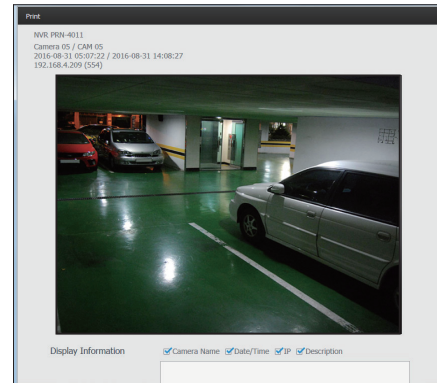 Print
NVR PRN-4011
Camera 05 / CAM 05
2016-08-31 05:07:22 / 2016-08-31 14:08:27
192.168.4.209 (554)
Display Information
Camera Name Date/Time IP Description